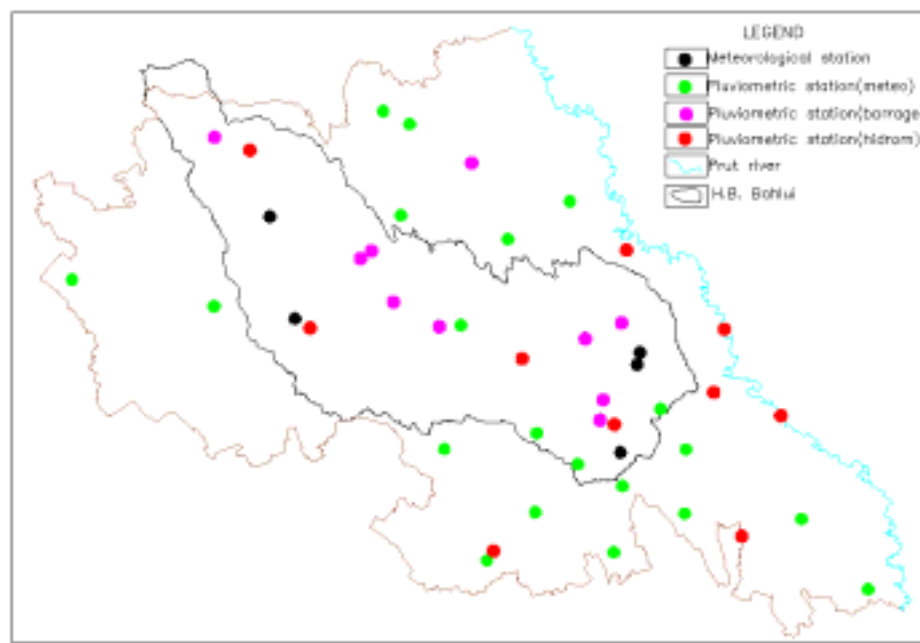 LEGEND
Meteorological station
Pluviometric station(meteo)
Pluviometric station(barrage
Pluviometric station(hidrom)
Prut river
H.B. Bahlui